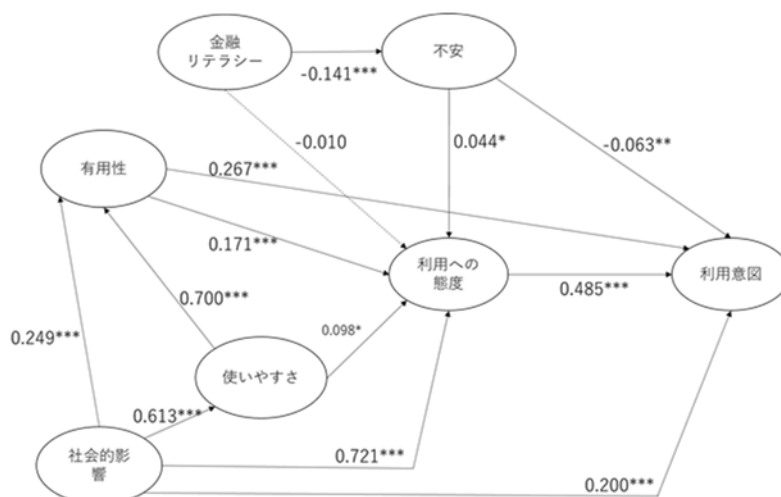 金融
リテラシー
不安
-0.141***
-0.010
0.044*
-0.063**
有用性
0.267***
0.171***
利用への
態度
利用意図
0.485***
0.700***
0.098*
0.249***
使いやすさ
0.613***
社会的影
響
0.721***
0.200***